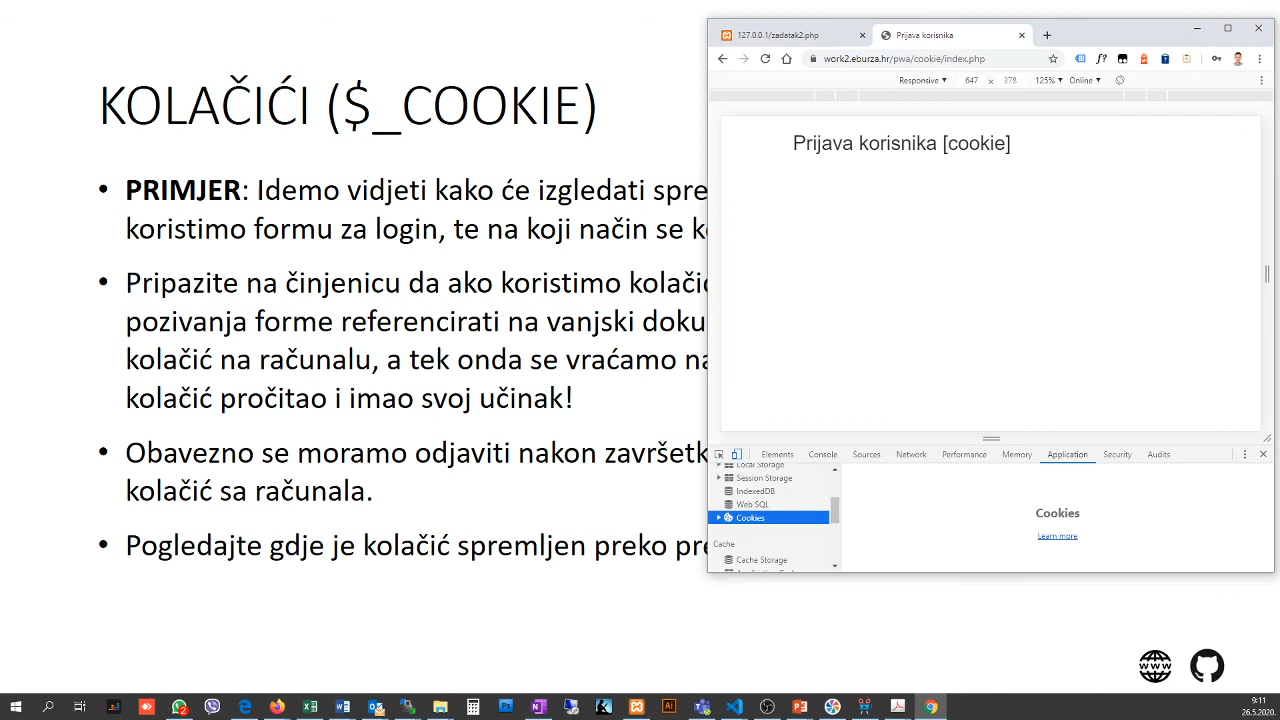 KOLAČIĆI ($_COOKIE)
• PRIMJER: Idemo vidjeti kako će izgledati spre
koristimo formu za login, te na koji način se k
• Pripazite na činjenicu da ako koristimo kolačić
pozivanja forme referencirati na vanjski doku
kolačić na računalu, a tek onda se vraćamo na
kolačić pročitao i imao svoj učinak!
• Obavezno se moramo odjaviti nakon završetk
kolačić sa računala.
• Pogledajte gdje je kolačić spremljen preko pre
127.0.0.1/zadatak2.php
Prijava korisnika
work2.eburza.hr/pwa/cookie/index.php
Responsive 647 × 378 125% Online
Prijava korisnika [cookie]
Elements Console Sources Network Performance Memory Application Security Audits
Local Storage
Session Storage
IndexedDB
Web SQL
Cookies
Cache
Cache Storage
Cookies
Learn more
WWW
9:11
26.5.2020.